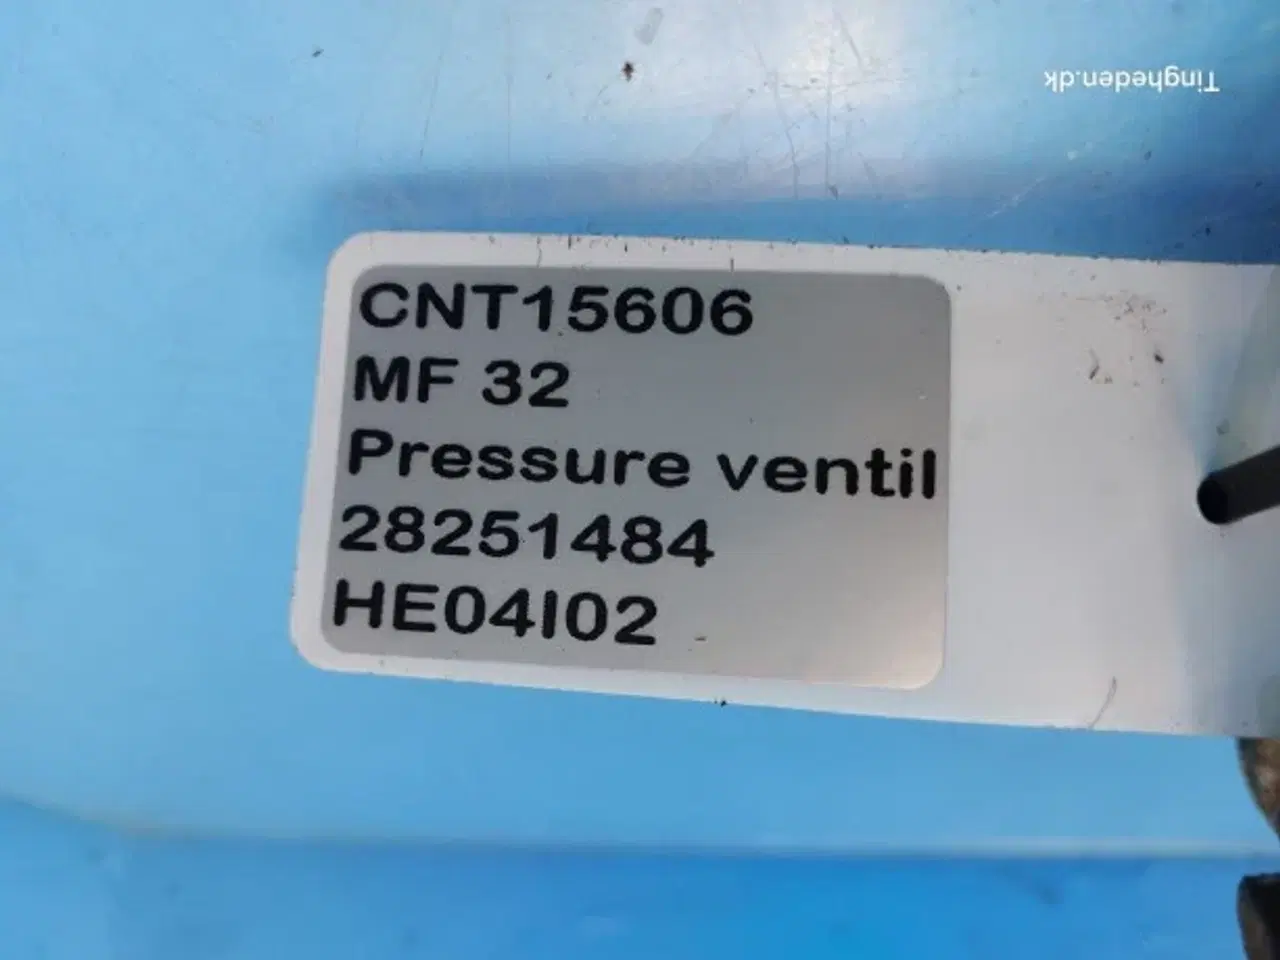 Tingheden.dk
CNT15606
MF 32
Pressure ventil
28251484
HE04I02